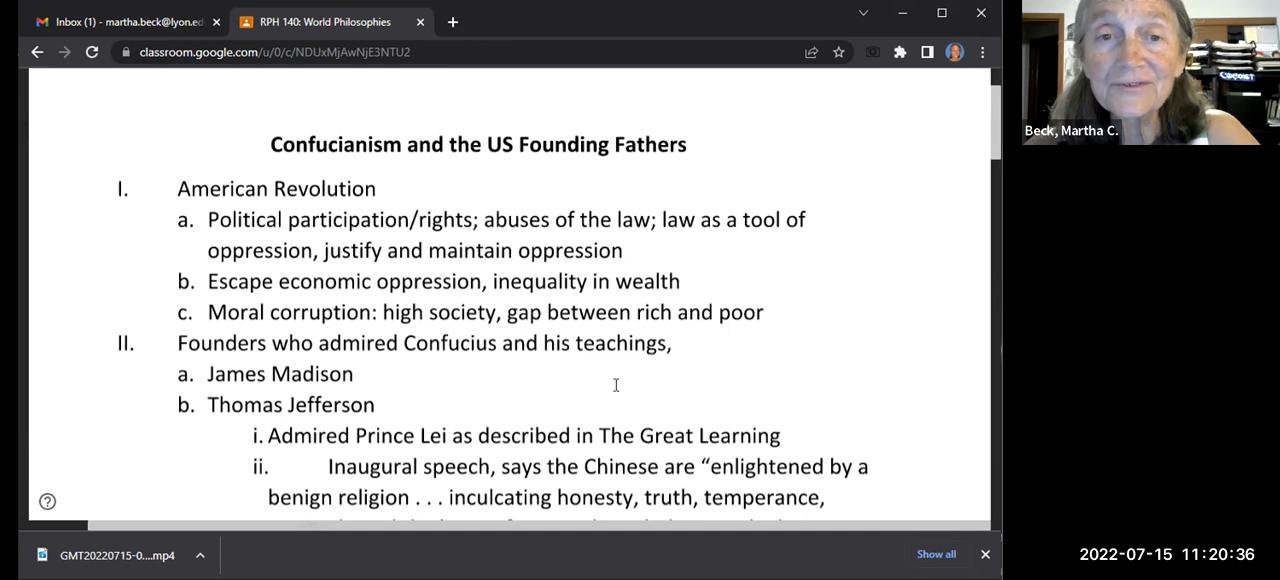 Inbox (1) - martha.beck@lyon.ed
RPH 140: World Philosophies
classroom.google.com/u/0/c/NDUxMjAwNjE3NTU2
Confucianism and the US Founding Fathers
I. American Revolution
a. Political participation/rights; abuses of the law; law as a tool of
oppression, justify and maintain oppression
b. Escape economic oppression, inequality in wealth
c. Moral corruption: high society, gap between rich and poor
II. Founders who admired Confucius and his teachings,
a. James Madison
b. Thomas Jefferson
i. Admired Prince Lei as described in The Great Learning
ii. Inaugural speech, says the Chinese are “enlightened by a
benign religion . . . inculcating honesty, truth, temperance,
GMT20220715-0....mp4
Show all
Beck, Martha C.
2022-07-15 11:20:36